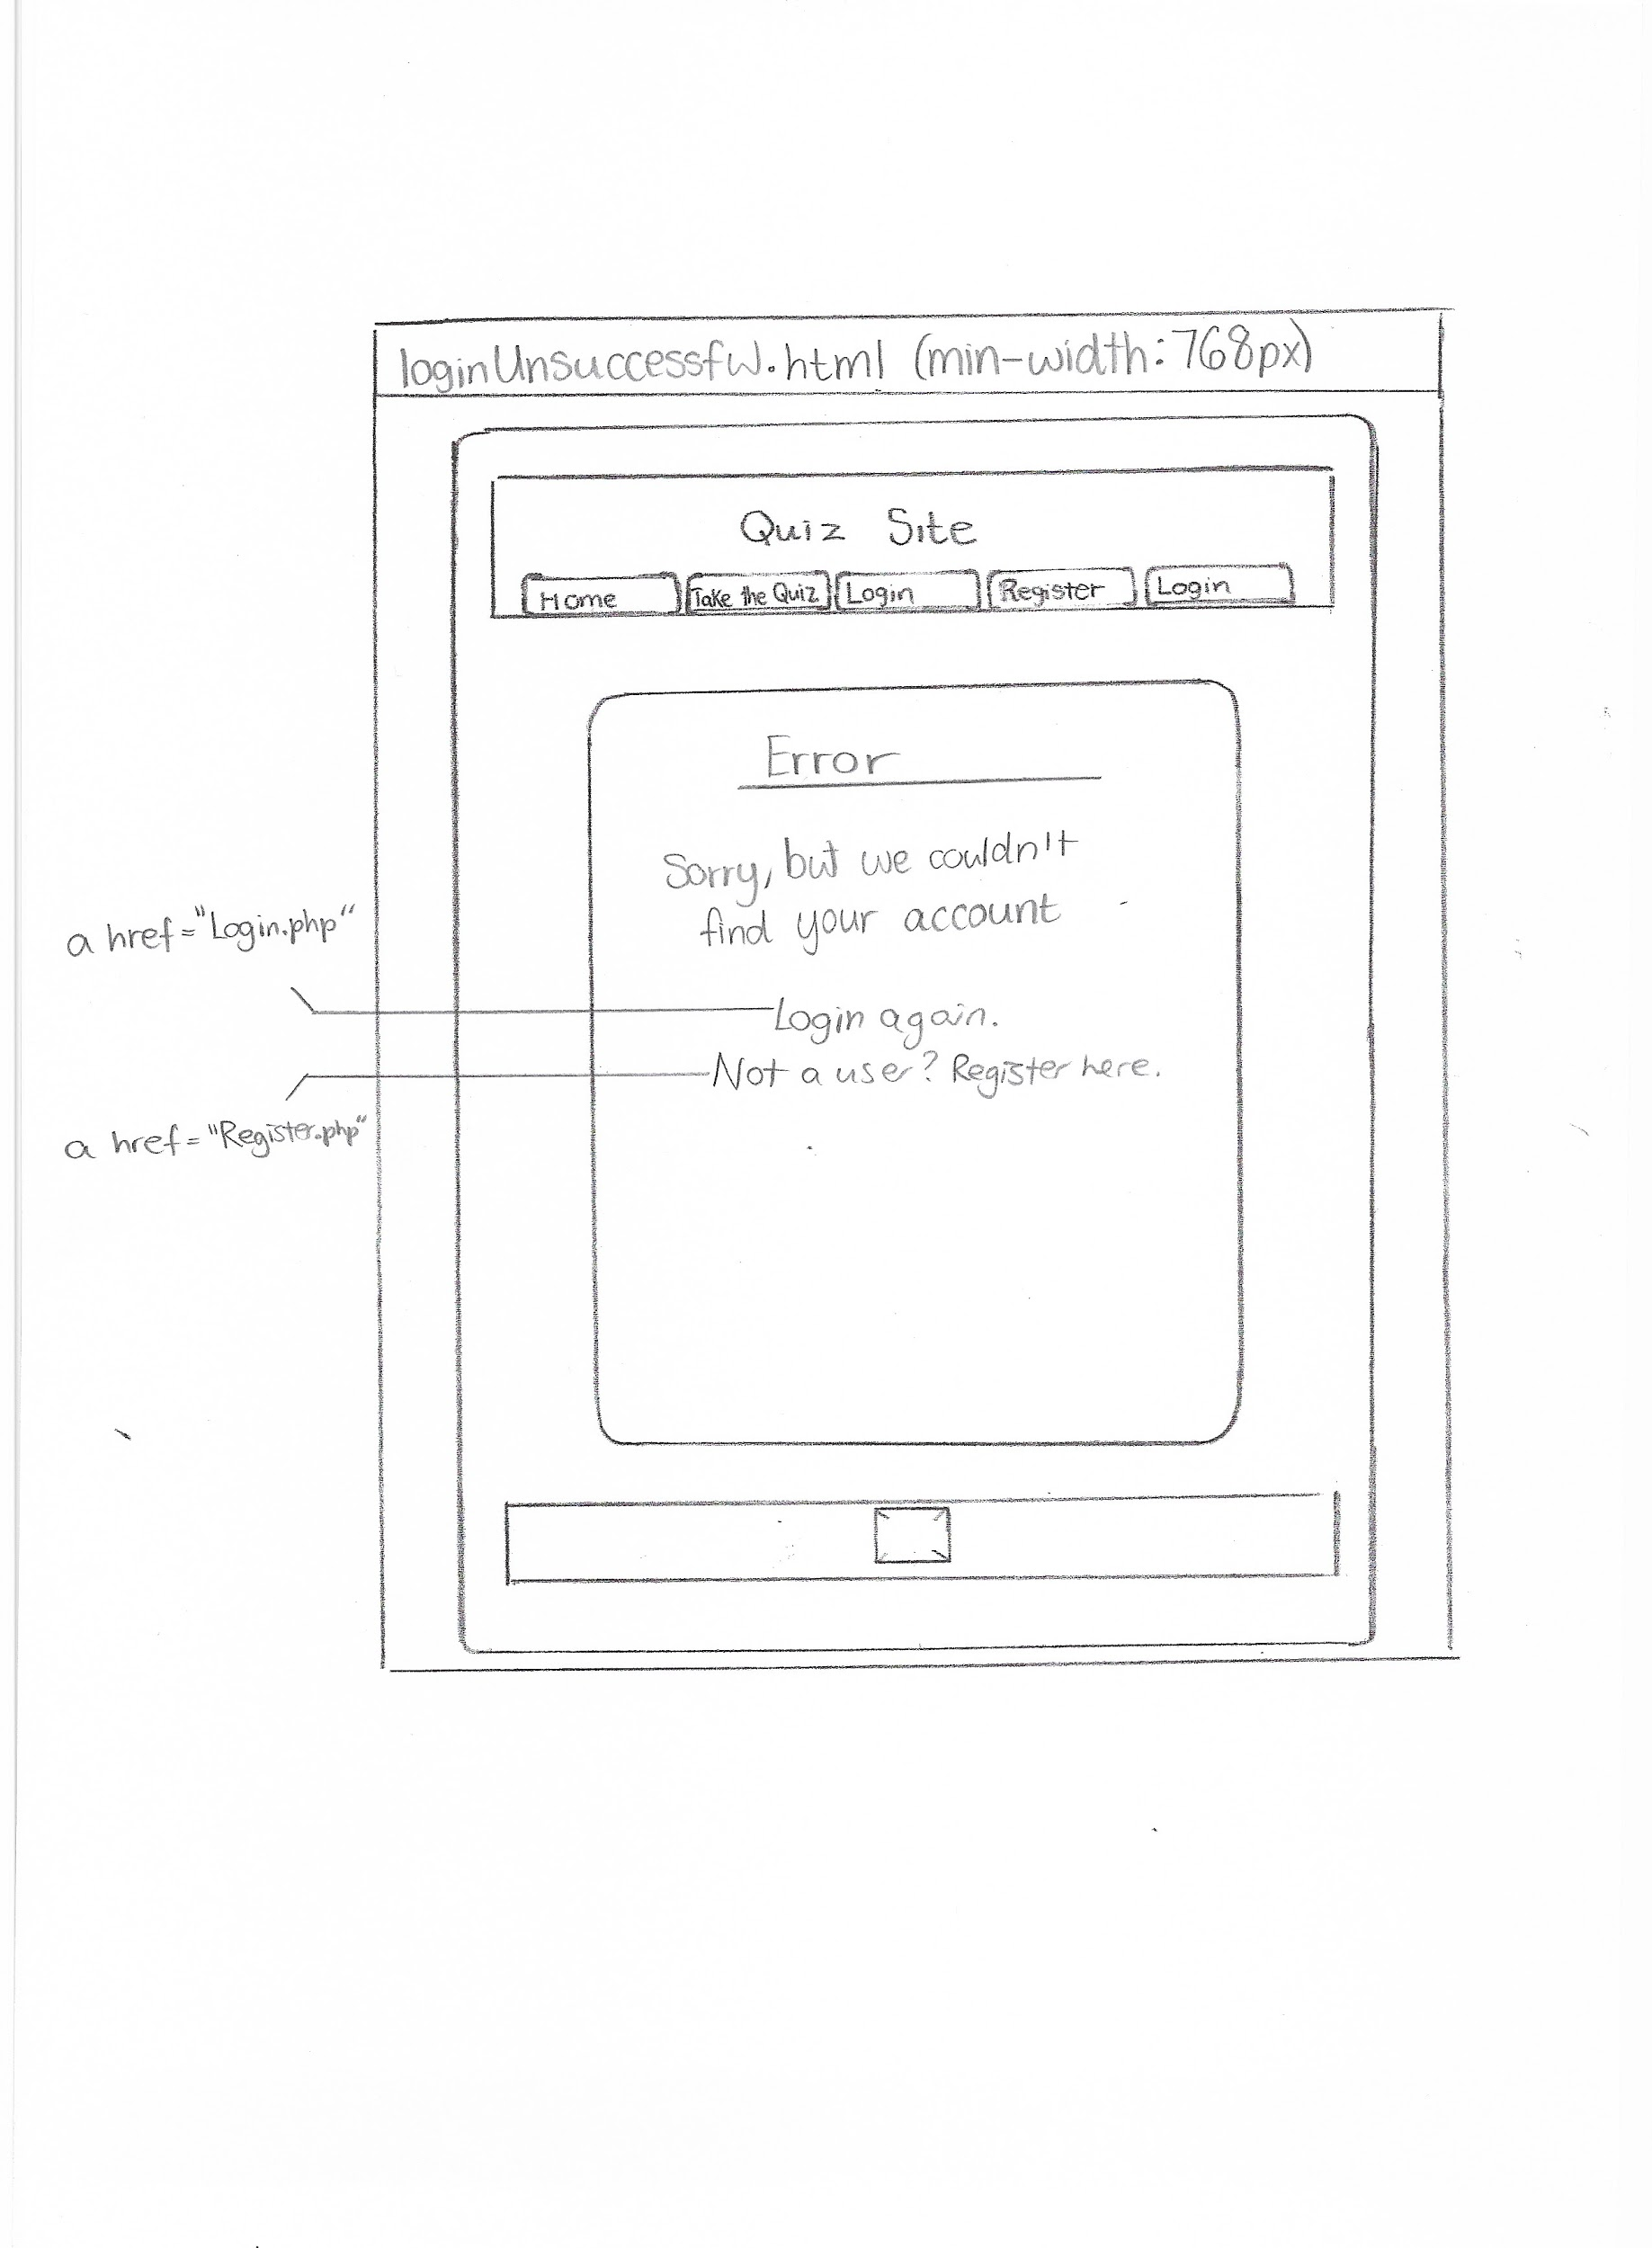 loginUnsuccessful.html (min-width: 768px)
Quiz Site
Home Take the Quiz Login Register Login
Error
Sorry, but we couldn't
find your account
a href="Login.php"
Login again.
Not a user? Register here.
a href="Register.php"